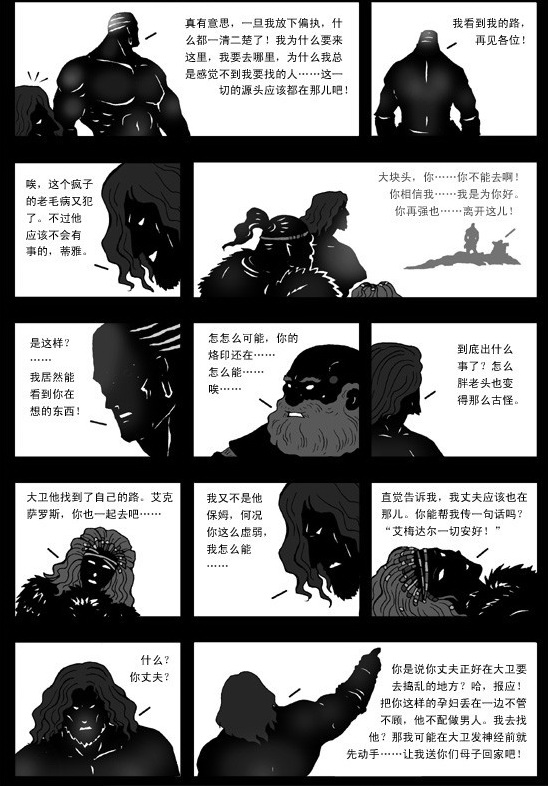 真有意思，一旦我放下偏执，什
么都一清二楚了！我为什么要来
这里，我要去哪里，为什么我总
是感觉不到我要找的人……这一
切的源头应该都在那儿吧！
我看到我的路，
再见各位！
唉，这个疯子
的老毛病又犯
了。不过他
应该不会有
事的，蒂雅。
大块头，你……你不能去啊！
你相信我……我是为你好。
你再强也……离开这儿！
是这样？
……
我居然能
看到你在
想的东西！
怎怎么可能，你的
烙印还在……
怎么能……
唉……
到底出什么
事了？怎么
胖老头也变
得那么古怪。
大卫他找到了自己的路。艾克
萨罗斯，你也一起去吧……
我又不是他
保姆，何况
你这么虚弱，
我怎么能
……
直觉告诉我，我丈夫应该也在
那儿。你能帮我传一句话吗？
“艾梅达尔一切安好！”
什么？
你丈夫？
你是说你丈夫正好在大卫要
去捣乱的地方？哈，报应！
把你这样的孕妇丢在一边不管
不顾，他不配做男人。我去找
他？那我可能在大卫发神经前就
先动手……让我送你们母子回家吧！